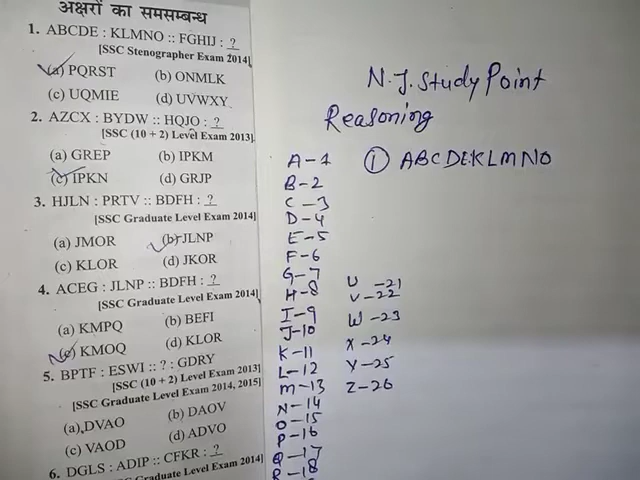 अक्षरों का समसम्बन्ध
1. ABCDE : KLMNO :: FGHIJ : ?
[SSC Stenographer Exam 2014]
(a) PQRST (b) ONMLK
(c) UQMIE (d) UVWXY
2. AZCX : BYDW :: HQJO : ?
[SSC (10 + 2) Level Exam 2013]
(a) GREP (b) IPKM
(c) IPKN (d) GRJP
3. HJLN : PRTV :: BDFH : ?
[SSC Graduate Level Exam 2014]
(a) JMOR (b) JLNP
(c) KLOR (d) JKOR
4. ACEG : JLNP :: BDFH : ?
[SSC Graduate Level Exam 2014]
(a) KMPQ (b) BEFI
(c) KMOQ (d) KLOR
5. BPTF : ESWI :: ? : GDRY
[SSC (10 + 2) Level Exam 2013]
[SSC Graduate Level Exam 2014, 2015]
(a) DVAO (b) DAOV
(c) VAOD (d) ADVO
6. DGLS : ADIP :: CFKR : ?
Graduate Level Exam 2014]
N.J. Study Point
Reasoning
① ABCDE:KLMNO
A-1
B-2
C-3
D-4
E-5
F-6
G-7
H-8
I-9
J-10
K-11
L-12
M-13
N-14
O-15
P-16
Q-17
R-18
U-21
V-22
W-23
X-24
Y-25
Z-26